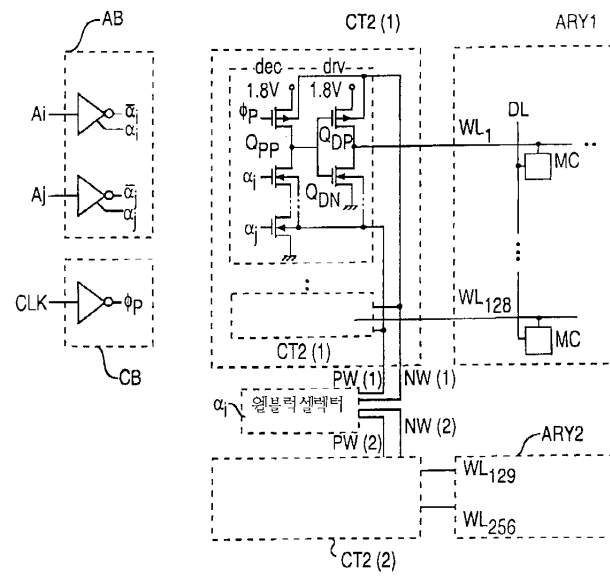 AB
CT2 (1)
ARY1
dec
drv
1.8V
1.8V
DL
Ai
α̅i
αi
ϕP
QPP
QDP
WL1
MC
Aj
α̅j
αj
αi
QDN
αj
CLK
ϕP
WL128
MC
CB
CT2 (1)
PW (1)
NW (1)
αi
웰블럭셀렉터
PW (2)
NW (2)
ARY2
WL129
WL256
CT2 (2)